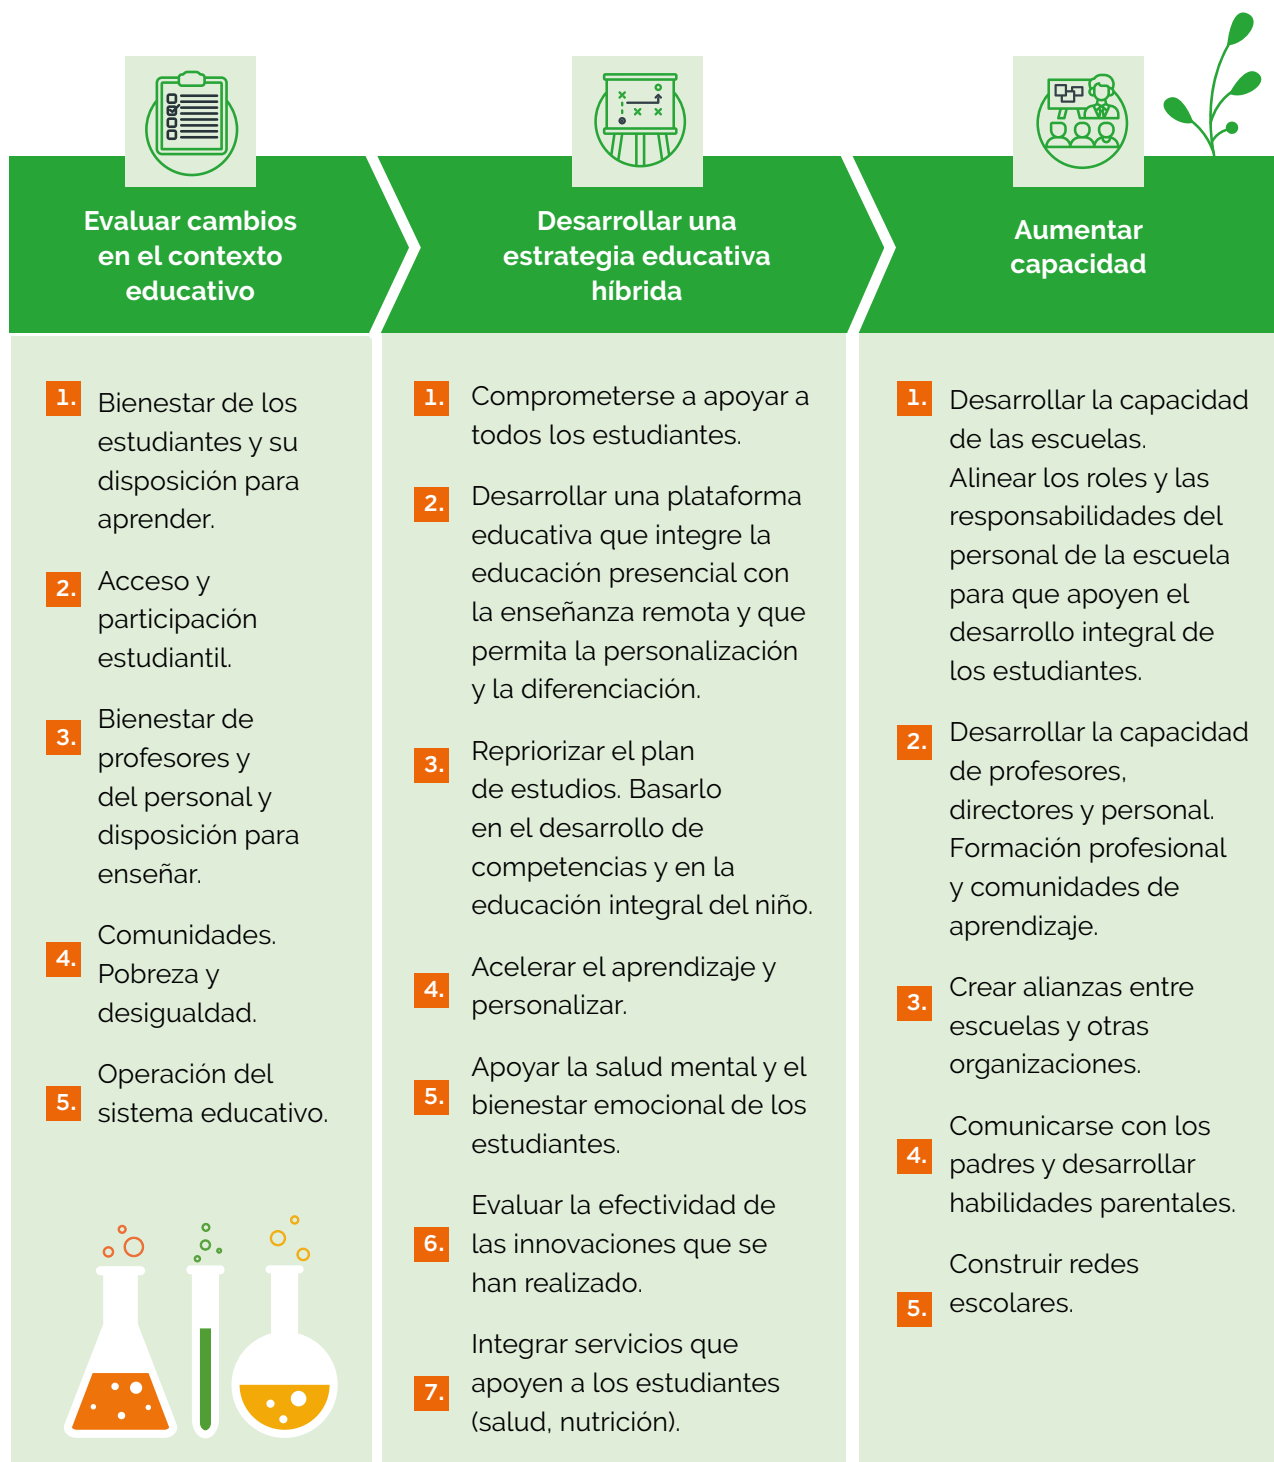 Evaluar cambios
en el contexto
educativo
1. Bienestar de los
estudiantes y su
disposición para
aprender.
2. Acceso y
participación
estudiantil.
3. Bienestar de
profesores y
del personal y
disposición para
enseñar.
4. Comunidades.
Pobreza y
desigualdad.
5. Operación del
sistema educativo.
Desarrollar una
estrategia educativa
híbrida
1. Comprometerse a apoyar a
todos los estudiantes.
2. Desarrollar una plataforma
educativa que integre la
educación presencial con
la enseñanza remota y que
permita la personalización
y la diferenciación.
3. Repriorizar el plan
de estudios. Basarlo
en el desarrollo de
competencias y en la
educación integral del niño.
4. Acelerar el aprendizaje y
personalizar.
5. Apoyar la salud mental y el
bienestar emocional de los
estudiantes.
6. Evaluar la efectividad de
las innovaciones que se
han realizado.
7. Integrar servicios que
apoyen a los estudiantes
(salud, nutrición).
Aumentar
capacidad
1. Desarrollar la capacidad
de las escuelas.
Alinear los roles y las
responsabilidades del
personal de la escuela
para que apoyen el
desarrollo integral de
los estudiantes.
2. Desarrollar la capacidad
de profesores,
directores y personal.
Formación profesional
y comunidades de
aprendizaje.
3. Crear alianzas entre
escuelas y otras
organizaciones.
4. Comunicarse con los
padres y desarrollar
habilidades parentales.
5. Construir redes
escolares.